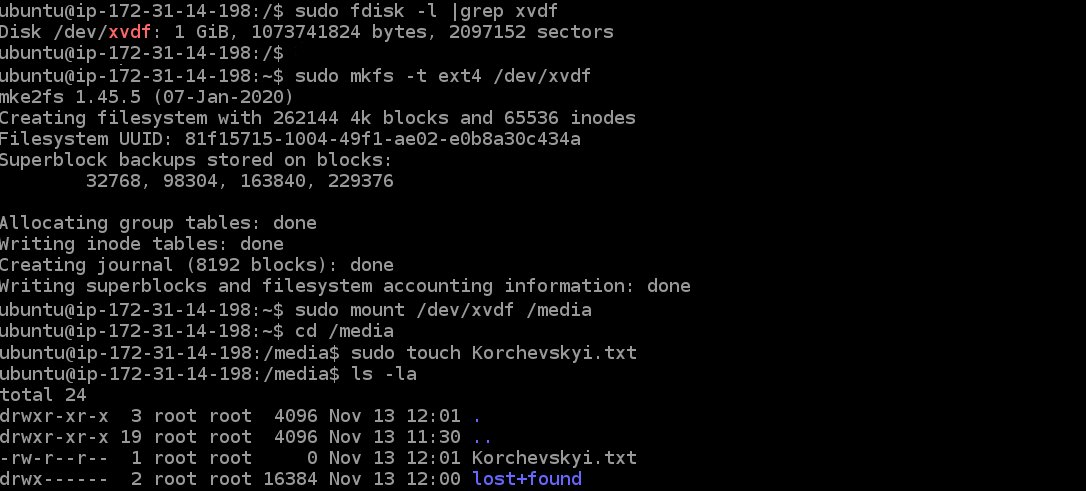 ubuntu@ip-172-31-14-198:/$ sudo fdisk -l |grep xvdf
Disk /dev/xvdf: 1 GiB, 1073741824 bytes, 2097152 sectors
ubuntu@ip-172-31-14-198:/$
ubuntu@ip-172-31-14-198:~$ sudo mkfs -t ext4 /dev/xvdf
mke2fs 1.45.5 (07-Jan-2020)
Creating filesystem with 262144 4k blocks and 65536 inodes
Filesystem UUID: 81f15715-1004-49f1-ae02-e0b8a30c434a
Superblock backups stored on blocks:
        32768, 98304, 163840, 229376

Allocating group tables: done
Writing inode tables: done
Creating journal (8192 blocks): done
Writing superblocks and filesystem accounting information: done
ubuntu@ip-172-31-14-198:~$ sudo mount /dev/xvdf /media
ubuntu@ip-172-31-14-198:~$ cd /media
ubuntu@ip-172-31-14-198:/media$ sudo touch Korchevskyi.txt
ubuntu@ip-172-31-14-198:/media$ ls -la
total 24
drwxr-xr-x  3 root root  4096 Nov 13 12:01 .
drwxr-xr-x 19 root root  4096 Nov 13 11:30 ..
-rw-r--r--  1 root root     0 Nov 13 12:01 Korchevskyi.txt
drwx------  2 root root 16384 Nov 13 12:00 lost+found